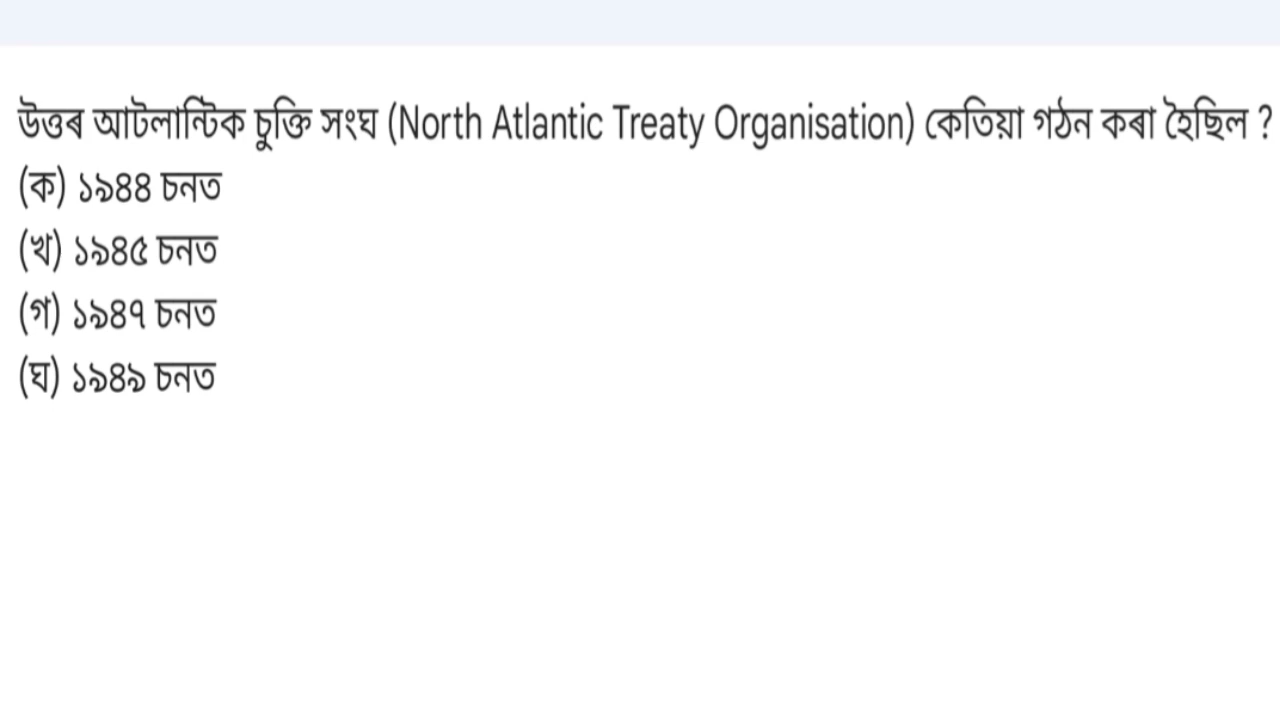 উত্তৰ আটলান্টিক চুক্তি সংঘ (North Atlantic Treaty Organisation) কেতিয়া গঠন কৰা হৈছিল ?
(ক) ১৯৪৪ চনত
(খ) ১৯৪৫ চনত
(গ) ১৯৪৭ চনত
(ঘ) ১৯৪৯ চনত